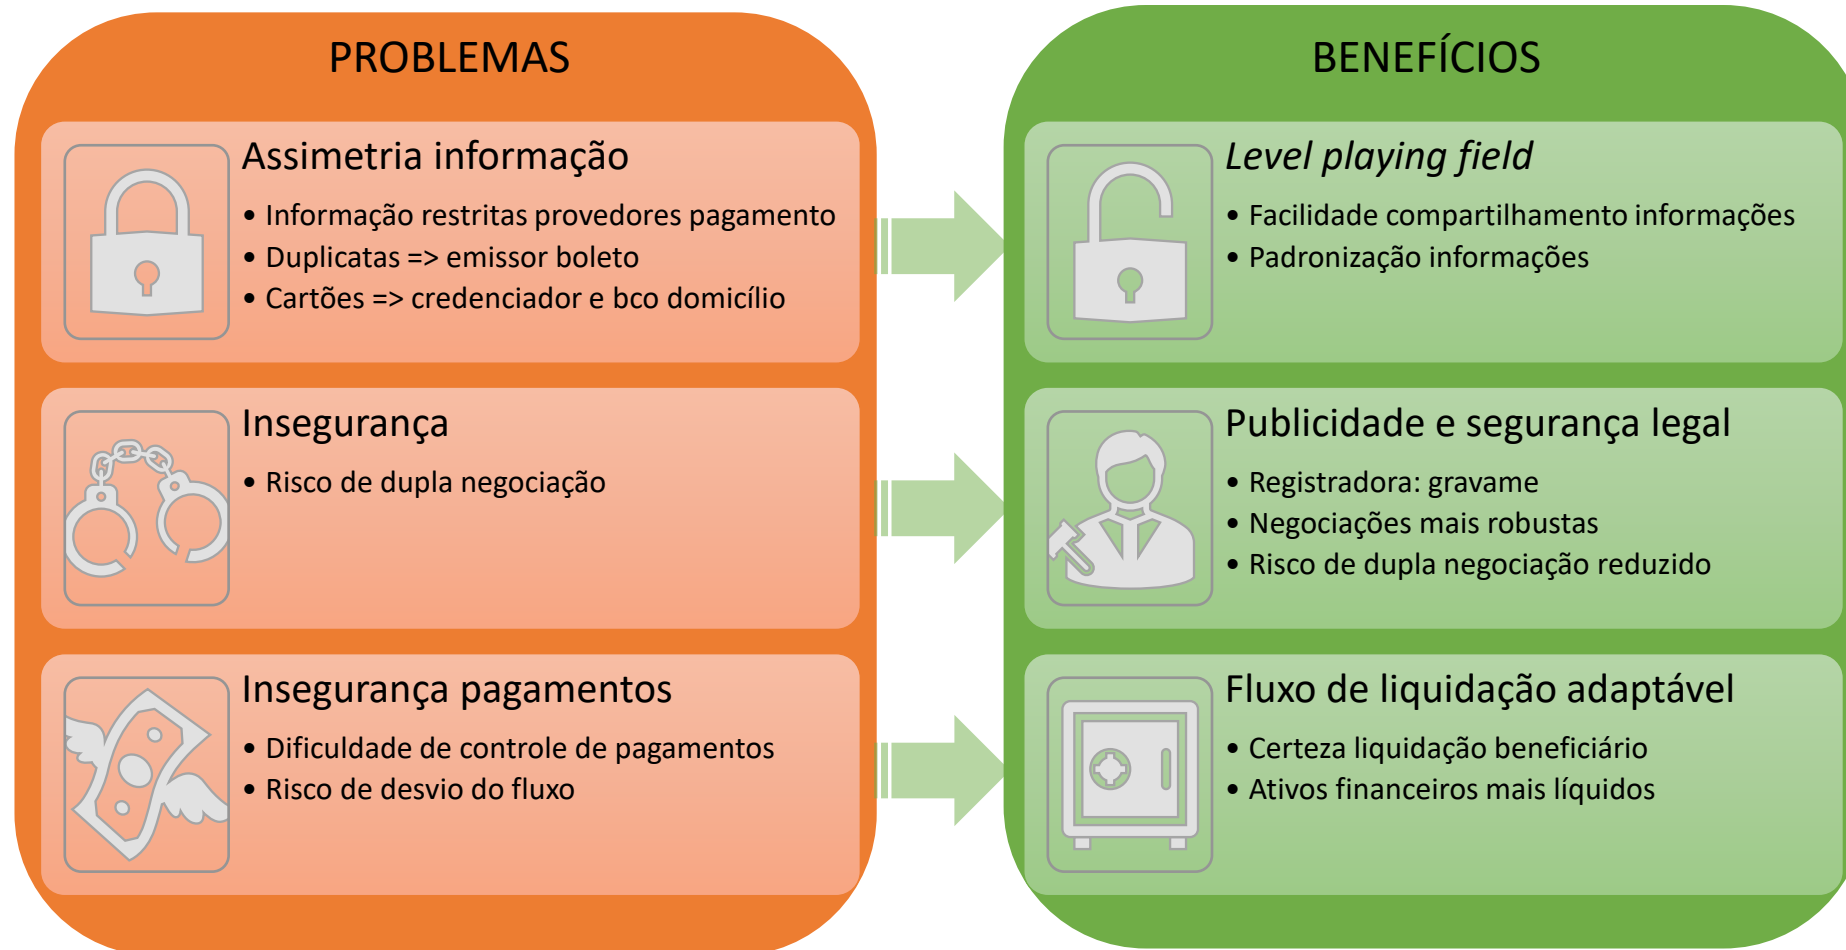 PROBLEMAS
Assimetria informação
• Informação restritas provedores pagamento
• Duplicatas => emissor boleto
• Cartões => credenciador e bco domicílio
Insegurança
• Risco de dupla negociação
Insegurança pagamentos
• Dificuldade de controle de pagamentos
• Risco de desvio do fluxo
BENEFÍCIOS
Level playing field
• Facilidade compartilhamento informações
• Padronização informações
Publicidade e segurança legal
• Registradora: gravame
• Negociações mais robustas
• Risco de dupla negociação reduzido
Fluxo de liquidação adaptável
• Certeza liquidação beneficiário
• Ativos financeiros mais líquidos